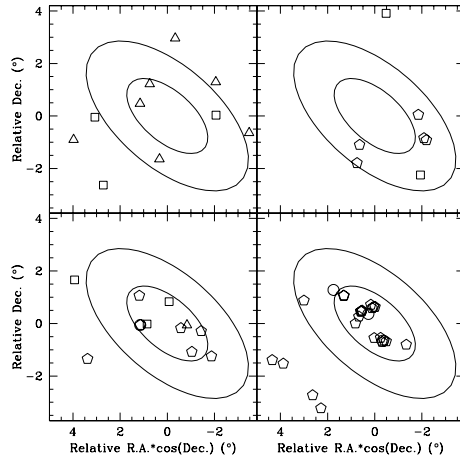 4
2
0
-2
Relative Dec. (°)
4
2
0
-2
Relative Dec. (°)
4 2 0 -2 4 2 0 -2
Relative R.A.*cos(Dec.) (°) Relative R.A.*cos(Dec.) (°)